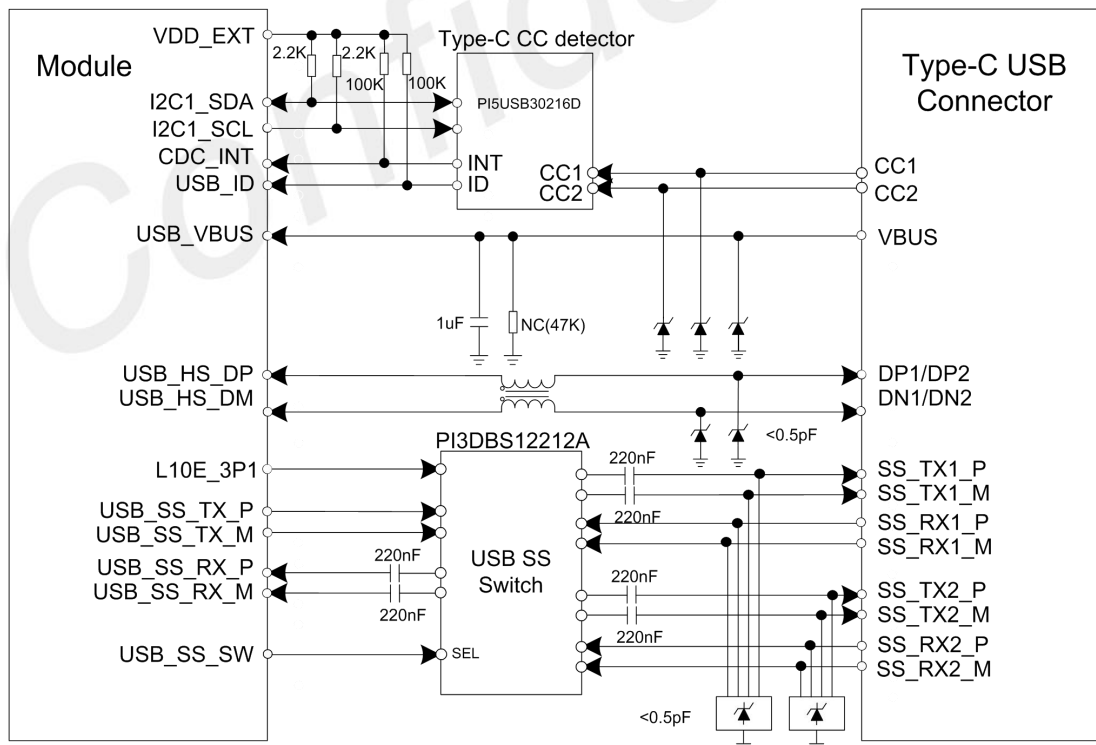 Confide
VDD_EXT
2.2K
2.2K
100K
100K
Type-C CC detector
Module
PI5USB30216D
Type-C USB
Connector
I2C1_SDA
I2C1_SCL
CDC_INT
USB_ID
INT
ID
CC1
CC2
CC1
CC2
USB_VBUS
VBUS
1uF
NC(47K)
USB_HS_DP
USB_HS_DM
DP1/DP2
DN1/DN2
<0.5pF
PI3DBS12212A
L10E_3P1
USB_SS_TX_P
USB_SS_TX_M
USB_SS_RX_P
USB_SS_RX_M
220nF
220nF
USB_SS_SW
SEL
USB SS
Switch
220nF
220nF
220nF
220nF
SS_TX1_P
SS_TX1_M
SS_RX1_P
SS_RX1_M
SS_TX2_P
SS_TX2_M
SS_RX2_P
SS_RX2_M
<0.5pF